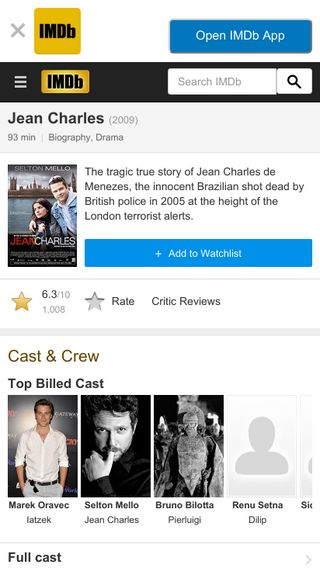 IMDb
Open IMDb App
IMDb
Search IMDb
Jean Charles (2009)
93 min | Biography, Drama
SELTON MELLO
JEANCHARLES
The tragic true story of Jean Charles de
Menezes, the innocent Brazilian shot dead by
British police in 2005 at the height of the
London terrorist alerts.
+ Add to Watchlist
6.3/10
1,008
Rate
Critic Reviews
Cast & Crew
Top Billed Cast
Marek Oravec
Iatzek
Selton Mello
Jean Charles
Bruno Bilotta
Pierluigi
Renu Setna
Dilip
Full cast